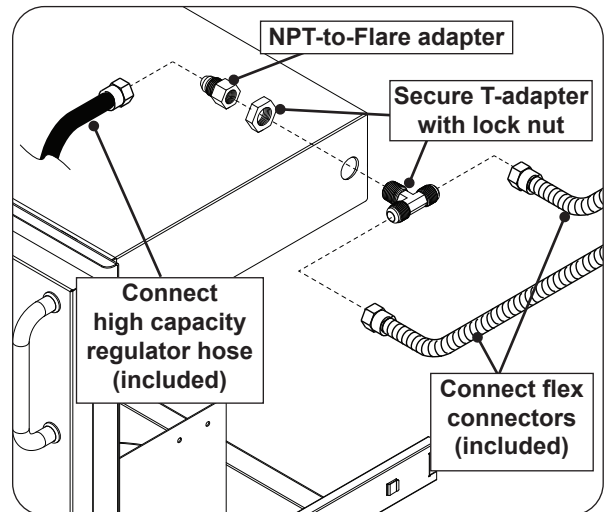 NPT-to-Flare adapter
Secure T-adapter
with lock nut
Connect
high capacity
regulator hose
(included)
Connect flex
connectors
(included)